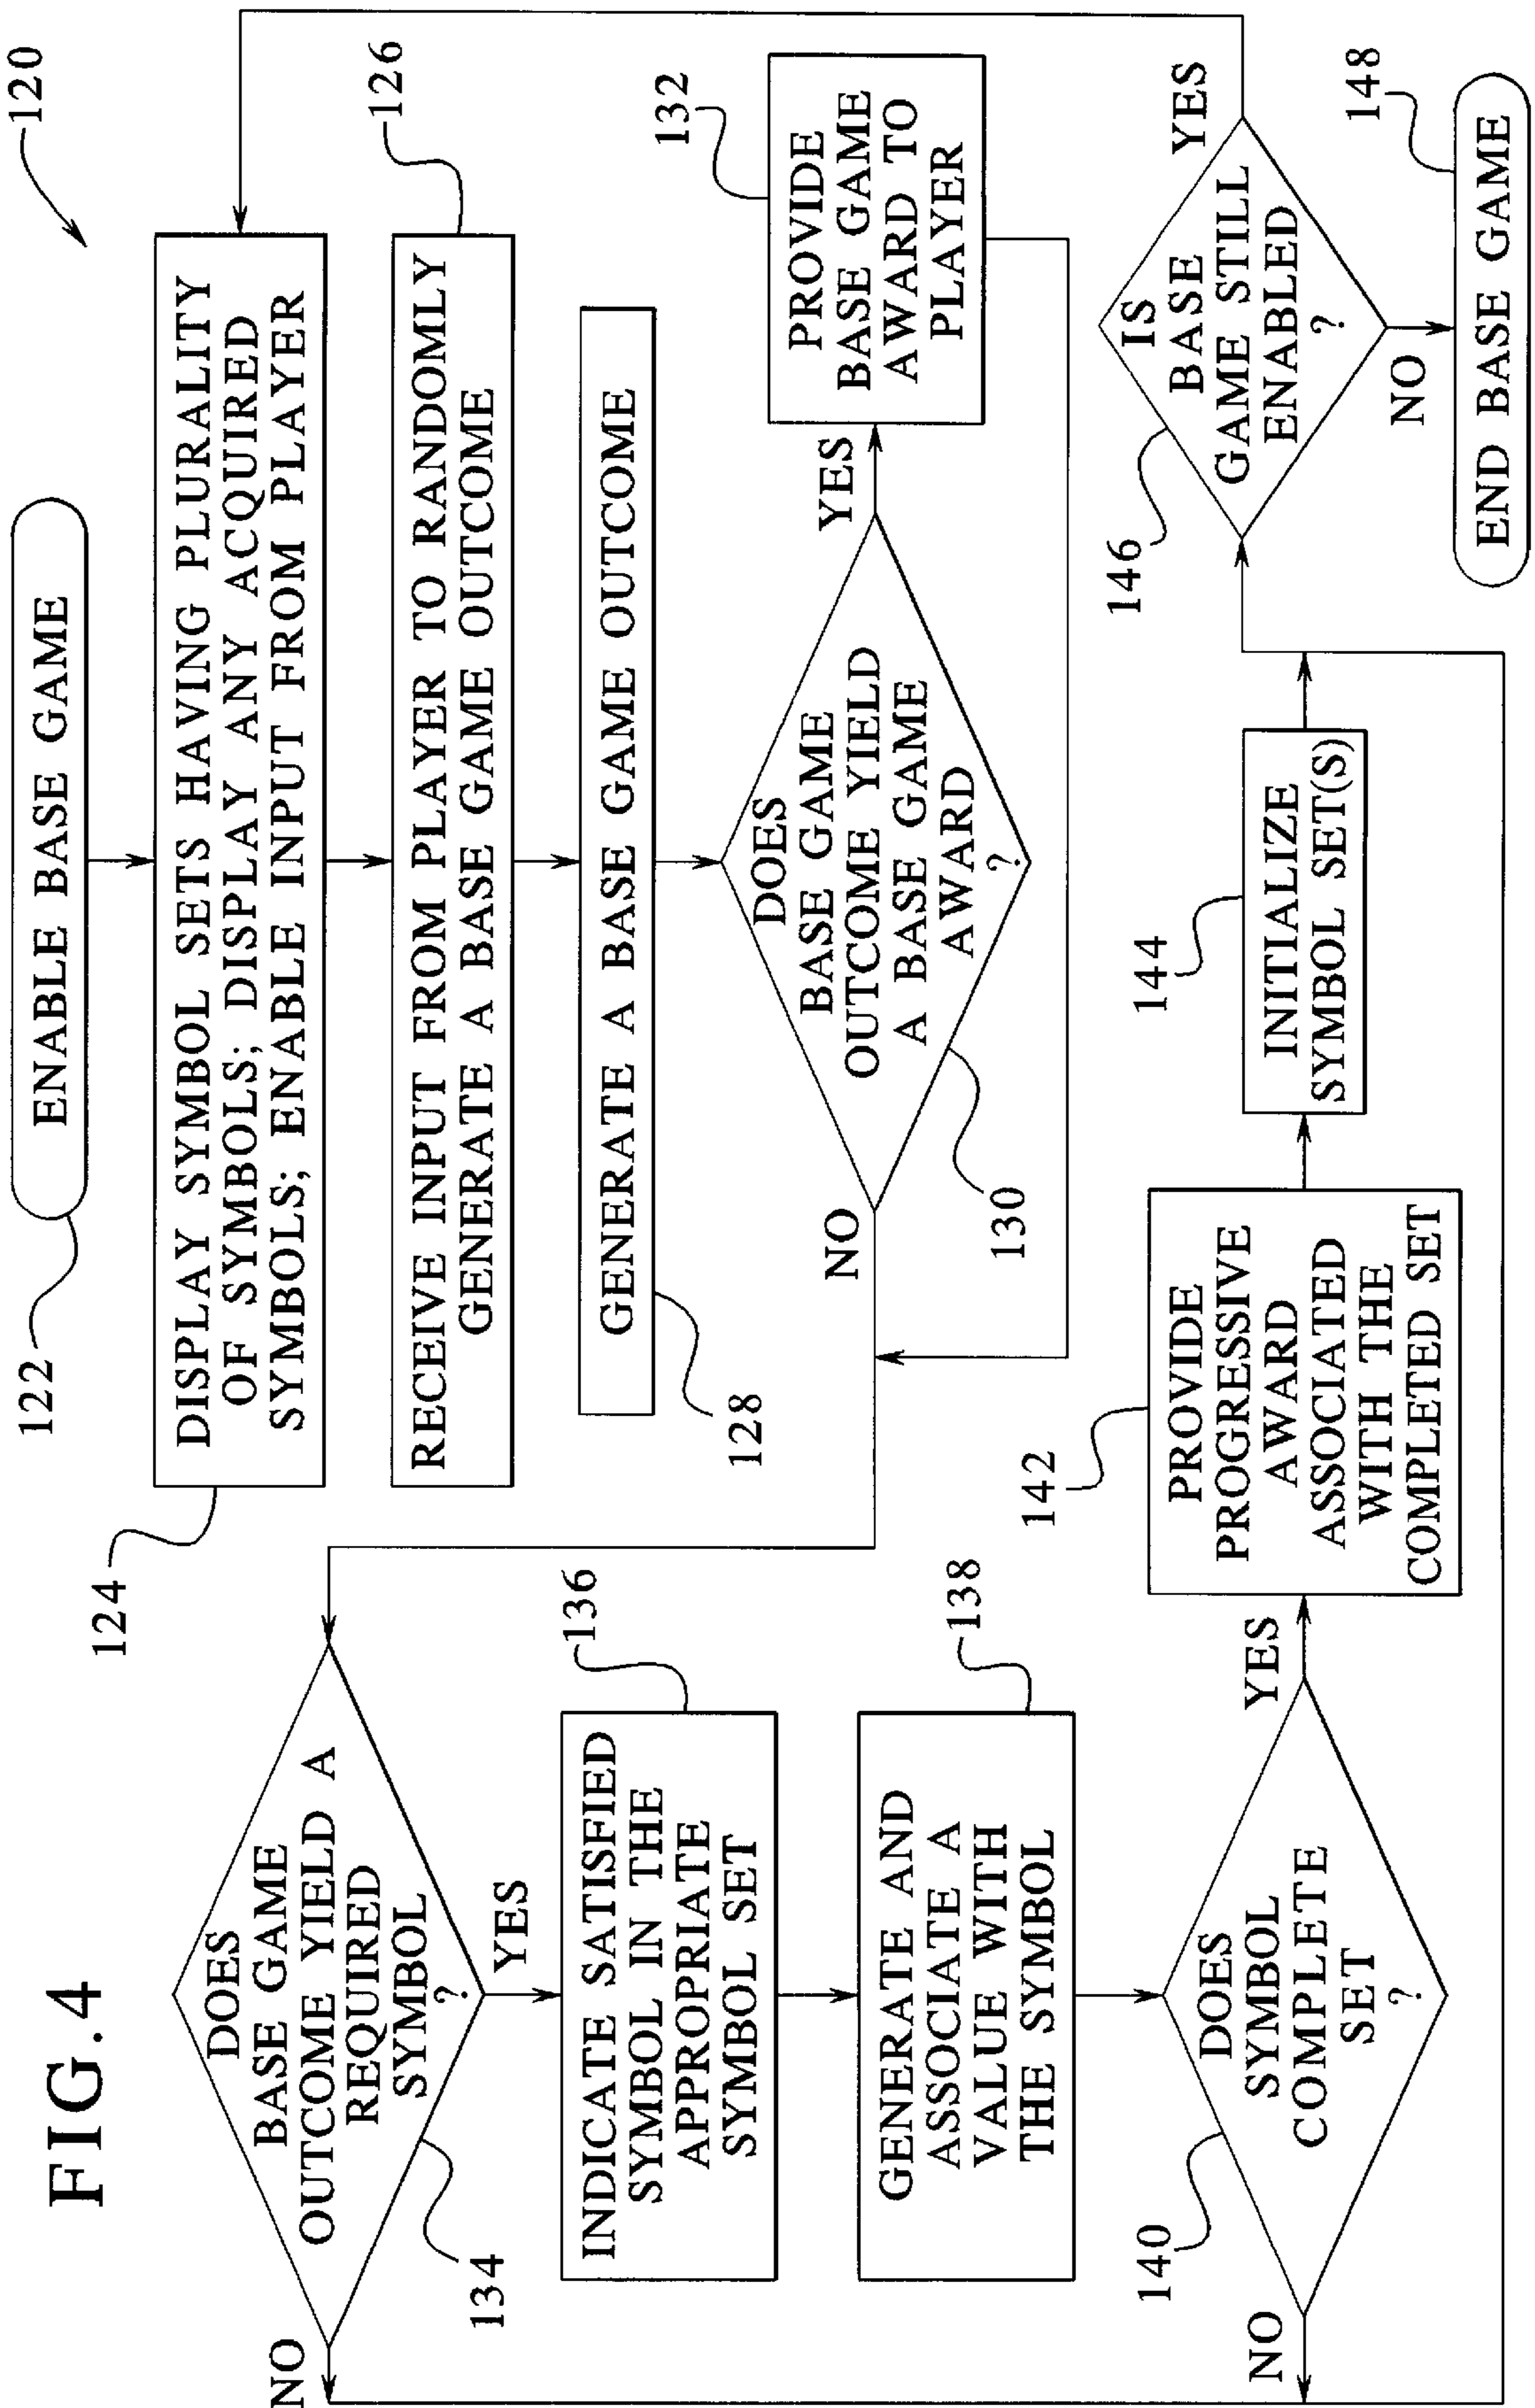 FIG.4
120
122
ENABLE BASE GAME
124
DISPLAY SYMBOL SETS HAVING PLURALITY
OF SYMBOLS; DISPLAY ANY ACQUIRED
SYMBOLS; ENABLE INPUT FROM PLAYER
126
RECEIVE INPUT FROM PLAYER TO RANDOMLY
GENERATE A BASE GAME OUTCOME
128
GENERATE A BASE GAME OUTCOME
130
DOES
BASE GAME
OUTCOME YIELD
A BASE GAME
AWARD
?
NO
YES
132
PROVIDE
BASE GAME
AWARD TO
PLAYER
134
DOES
BASE GAME
OUTCOME YIELD A
REQUIRED
SYMBOL
?
NO
YES
136
INDICATE SATISFIED
SYMBOL IN THE
APPROPRIATE
SYMBOL SET
138
GENERATE AND
ASSOCIATE A
VALUE WITH
THE SYMBOL
140
DOES
SYMBOL
COMPLETE
SET
?
NO
YES
142
PROVIDE
PROGRESSIVE
AWARD
ASSOCIATED
WITH THE
COMPLETED SET
144
INITIALIZE
SYMBOL SET(S)
146
IS
BASE
GAME STILL
ENABLED
?
YES
NO
148
END BASE GAME